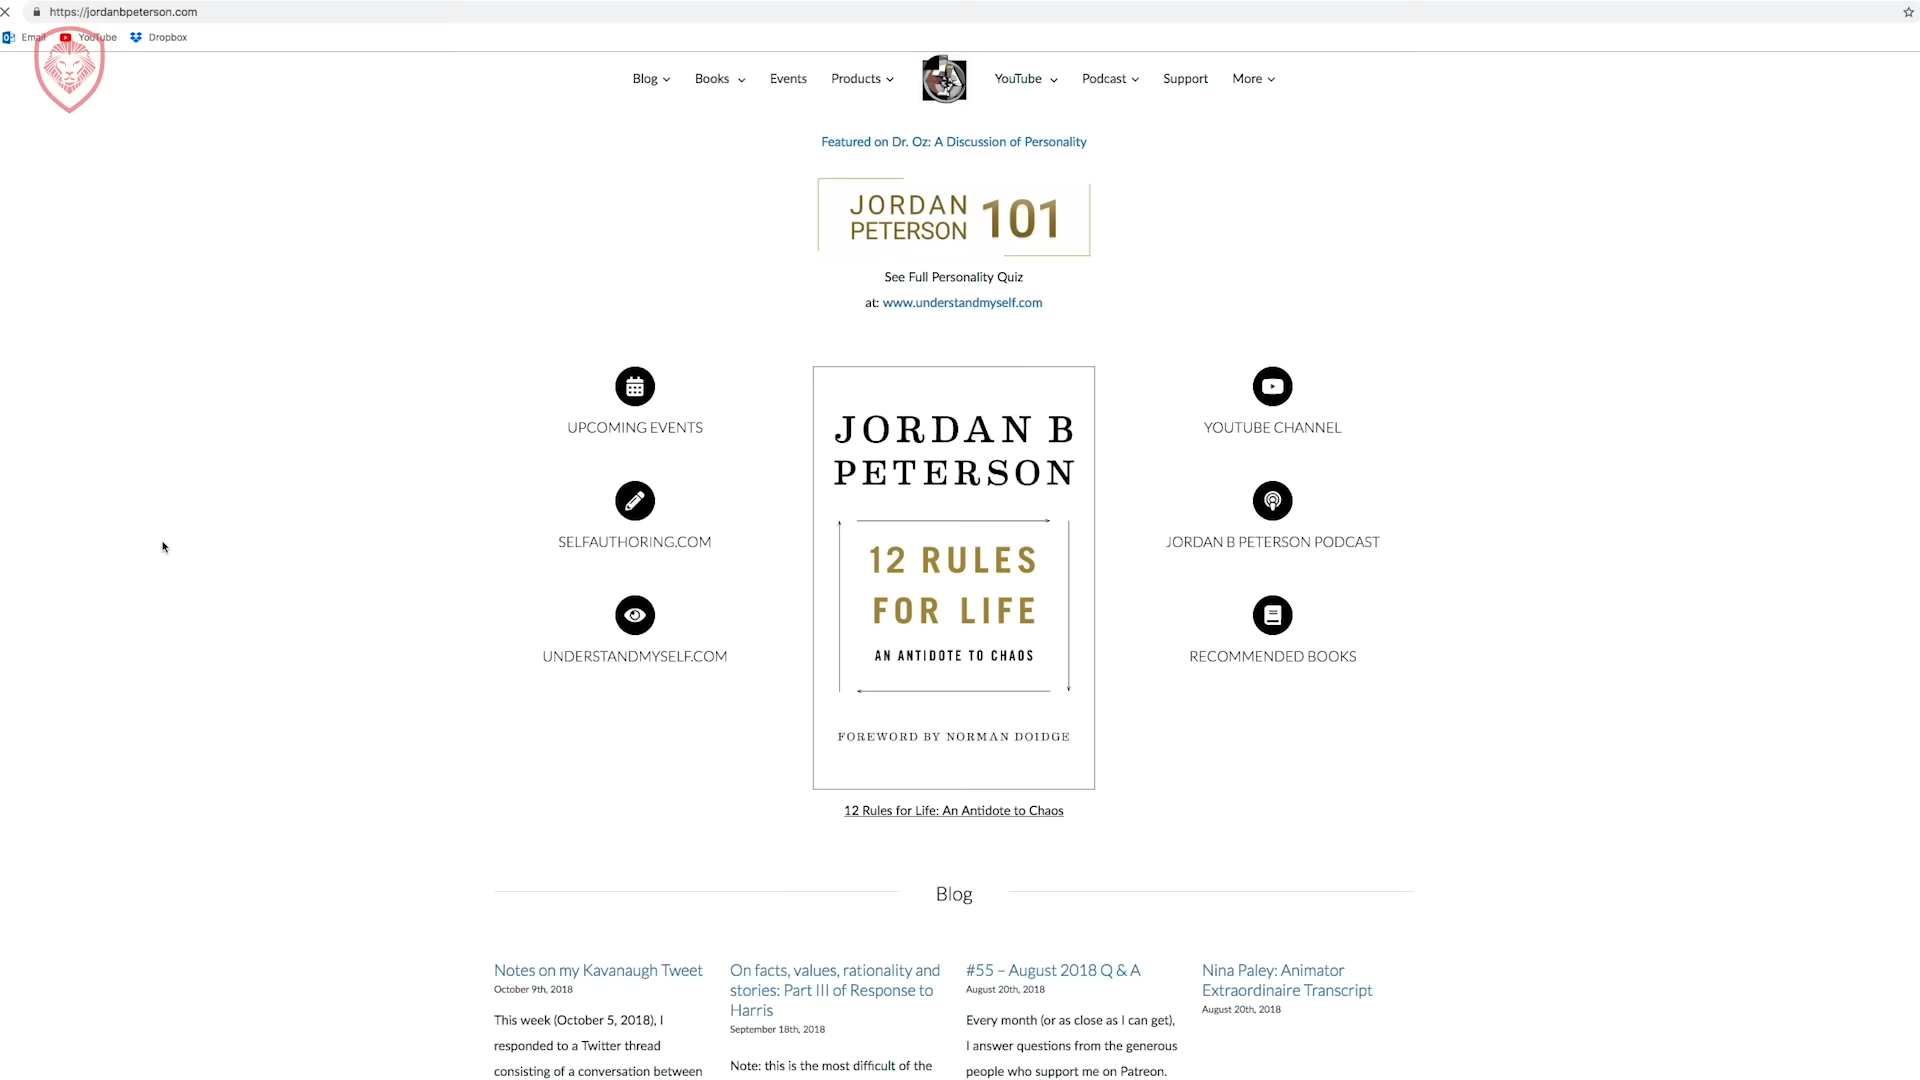 https://jordanbpeterson.com
Email YouTube Dropbox
Blog Books Events Products YouTube Podcast Support More
Featured on Dr. Oz: A Discussion of Personality
JORDAN
PETERSON 101
See Full Personality Quiz
at: www.understandmyself.com
UPCOMING EVENTS
SELFAUTHORING.COM
UNDERSTANDMYSELF.COM
JORDAN B
PETERSON
12 RULES
FOR LIFE
AN ANTIDOTE TO CHAOS
FOREWORD BY NORMAN DOIDGE
12 Rules for Life: An Antidote to Chaos
YOUTUBE CHANNEL
JORDAN B PETERSON PODCAST
RECOMMENDED BOOKS
Blog
Notes on my Kavanaugh Tweet
October 9th, 2018
This week (October 5, 2018), I
responded to a Twitter thread
consisting of a conversation between
On facts, values, rationality and
stories: Part III of Response to
Harris
September 18th, 2018
Note: this is the most difficult of the
#55 – August 2018 Q & A
August 20th, 2018
Every month (or as close as I can get),
I answer questions from the generous
people who support me on Patreon.
Nina Paley: Animator
Extraordinaire Transcript
August 20th, 2018